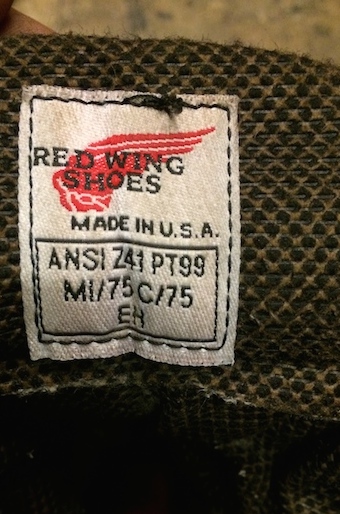 RED WING
SHOES
MADE IN U.S.A.
ANSI Z41 PT99
MI/75 C/75
EH